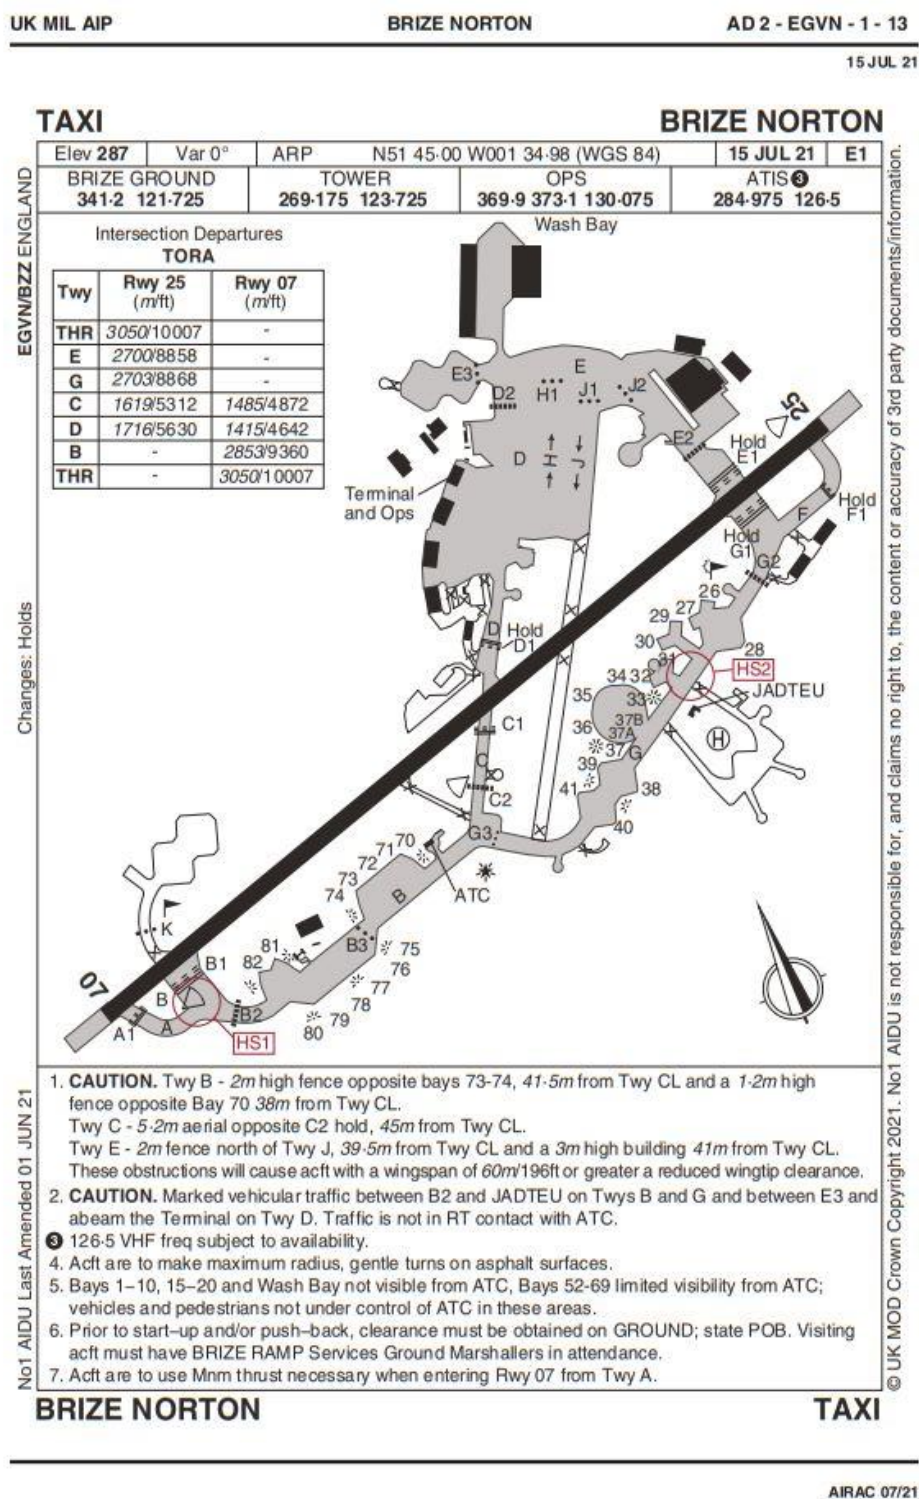 UK MIL AIP BRIZE NORTON AD 2 - EGVN - 1 - 13
15 JUL 21
TAXI BRIZE NORTON
Elev 287 Var 0° ARP N51 45·00 W001 34·98 (WGS 84) 15 JUL 21 E1
BRIZE GROUND TOWER OPS ATIS❸
341·2 121·725 269·175 123·725 369·9 373·1 130·075 284·975 126·5
EGVN/BZZ ENGLAND
Changes: Holds
No1 AIDU Last Amended 01 JUN 21
© UK MOD Crown Copyright 2021. No1 AIDU is not responsible for, and claims no right to, the content or accuracy of 3rd party documents/information.
Intersection Departures
TORA
Twy Rwy 25 (m/ft) Rwy 07 (m/ft)
THR 3050/10007 -
E 2700/8858 -
G 2703/8868 -
C 1619/5312 1485/4872
D 1716/5630 1415/4642
B - 2853/9360
THR - 3050/10007
Wash Bay
E3
E
D2
H1
J1
J2
E2
25
Hold
E1
D
H
J
Terminal
and Ops
Hold
F1
F
Hold
G1
G2
26
27
28
29
30
31
HS2
D
Hold
D1
34
32
33
35
JADTEU
36
37B
37A
37
G
H
C1
C
C2
39
41
38
40
G3
70
71
72
73
74
ATC
B
K
B3
75
76
77
78
79
80
81
82
B1
B
07
A1
A
B2
HS1
1. CAUTION. Twy B - 2m high fence opposite bays 73-74, 41·5m from Twy CL and a 1·2m high
fence opposite Bay 70 38m from Twy CL.
Twy C - 5·2m aerial opposite C2 hold, 45m from Twy CL.
Twy E - 2m fence north of Twy J, 39·5m from Twy CL and a 3m high building 41m from Twy CL.
These obstructions will cause acft with a wingspan of 60m/196ft or greater a reduced wingtip clearance.
2. CAUTION. Marked vehicular traffic between B2 and JADTEU on Twys B and G and between E3 and
abeam the Terminal on Twy D. Traffic is not in RT contact with ATC.
❸ 126·5 VHF freq subject to availability.
4. Acft are to make maximum radius, gentle turns on asphalt surfaces.
5. Bays 1–10, 15–20 and Wash Bay not visible from ATC, Bays 52-69 limited visibility from ATC;
vehicles and pedestrians not under control of ATC in these areas.
6. Prior to start–up and/or push–back, clearance must be obtained on GROUND; state POB. Visiting
acft must have BRIZE RAMP Services Ground Marshallers in attendance.
7. Acft are to use Mnm thrust necessary when entering Rwy 07 from Twy A.
BRIZE NORTON TAXI
AIRAC 07/21